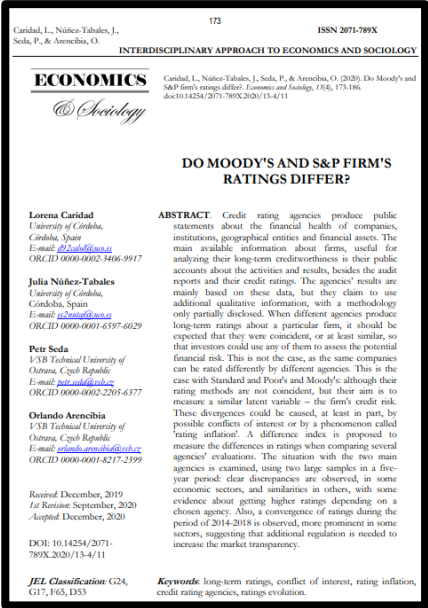 173
Caridad, L., Núñez-Tabales, J.,
Seda, P., & Arencibia, O.
ISSN 2071-789X
INTERDISCIPLINARY APPROACH TO ECONOMICS AND SOCIOLOGY
ECONOMICS
& Sociology
Caridad, L., Núñez-Tabales, J., Seda, P., & Arencibia, O. (2020). Do Moody's and
S&P firm's ratings differ?. Economics and Sociology, 13(4), 173-186.
doi:10.14254/2071-789X.2020/13-4/11
DO MOODY'S AND S&P FIRM'S
RATINGS DIFFER?
Lorena Caridad
University of Córdoba,
Córdoba, Spain
E-mail: d92calol@uco.es
ORCID 0000-0002-3406-9917
Julia Núñez-Tabales
University of Córdoba,
Córdoba, Spain
E-mail: es2nutaj@uco.es
ORCID 0000-0001-6597-6029
Petr Seda
VSB Technical University of
Ostrava, Czech Republic
E-mail: petr.seda@vsb.cz
ORCID 0000-0002-2205-6377
Orlando Arencibia
VSB Technical University of
Ostrava, Czech Republic
E-mail: orlando.arencibia@vsb.cz
ORCID 0000-0001-8217-2399
Received: December, 2019
1st Revision: September, 2020
Accepted: December, 2020
DOI: 10.14254/2071-
789X.2020/13-4/11
ABSTRACT. Credit rating agencies produce public
statements about the financial health of companies,
institutions, geographical entities and financial assets. The
main available information about firms, useful for
analyzing their long-term creditworthiness is their public
accounts about the activities and results, besides the audit
reports and their credit ratings. The agencies' results are
mainly based on these data, but they claim to use
additional qualitative information, with a methodology
only partially disclosed. When different agencies produce
long-term ratings about a particular firm, it should be
expected that they were coincident, or at least similar, so
that investors could use any of them to assess the potential
financial risk. This is not the case, as the same companies
can be rated differently by different agencies. This is the
case with Standard and Poor's and Moody's: although their
rating methods are not coincident, but their aim is to
measure a similar latent variable – the firm's credit risk.
These divergences could be caused, at least in part, by
possible conflicts of interest or by a phenomenon called
'rating inflation'. A difference index is proposed to
measure the differences in ratings when comparing several
agencies' evaluations. The situation with the two main
agencies is examined, using two large samples in a five-
year period: clear discrepancies are observed, in some
economic sectors, and similarities in others, with some
evidence about getting higher ratings depending on a
chosen agency. Also, a convergence of ratings during the
period of 2014-2018 is observed, more prominent in some
sectors, suggesting that additional regulation is needed to
increase the market transparency.
JEL Classification: G24,
G17, F65, D53
Keywords: long-term ratings, conflict of interest, rating inflation,
credit rating agencies, ratings evolution.